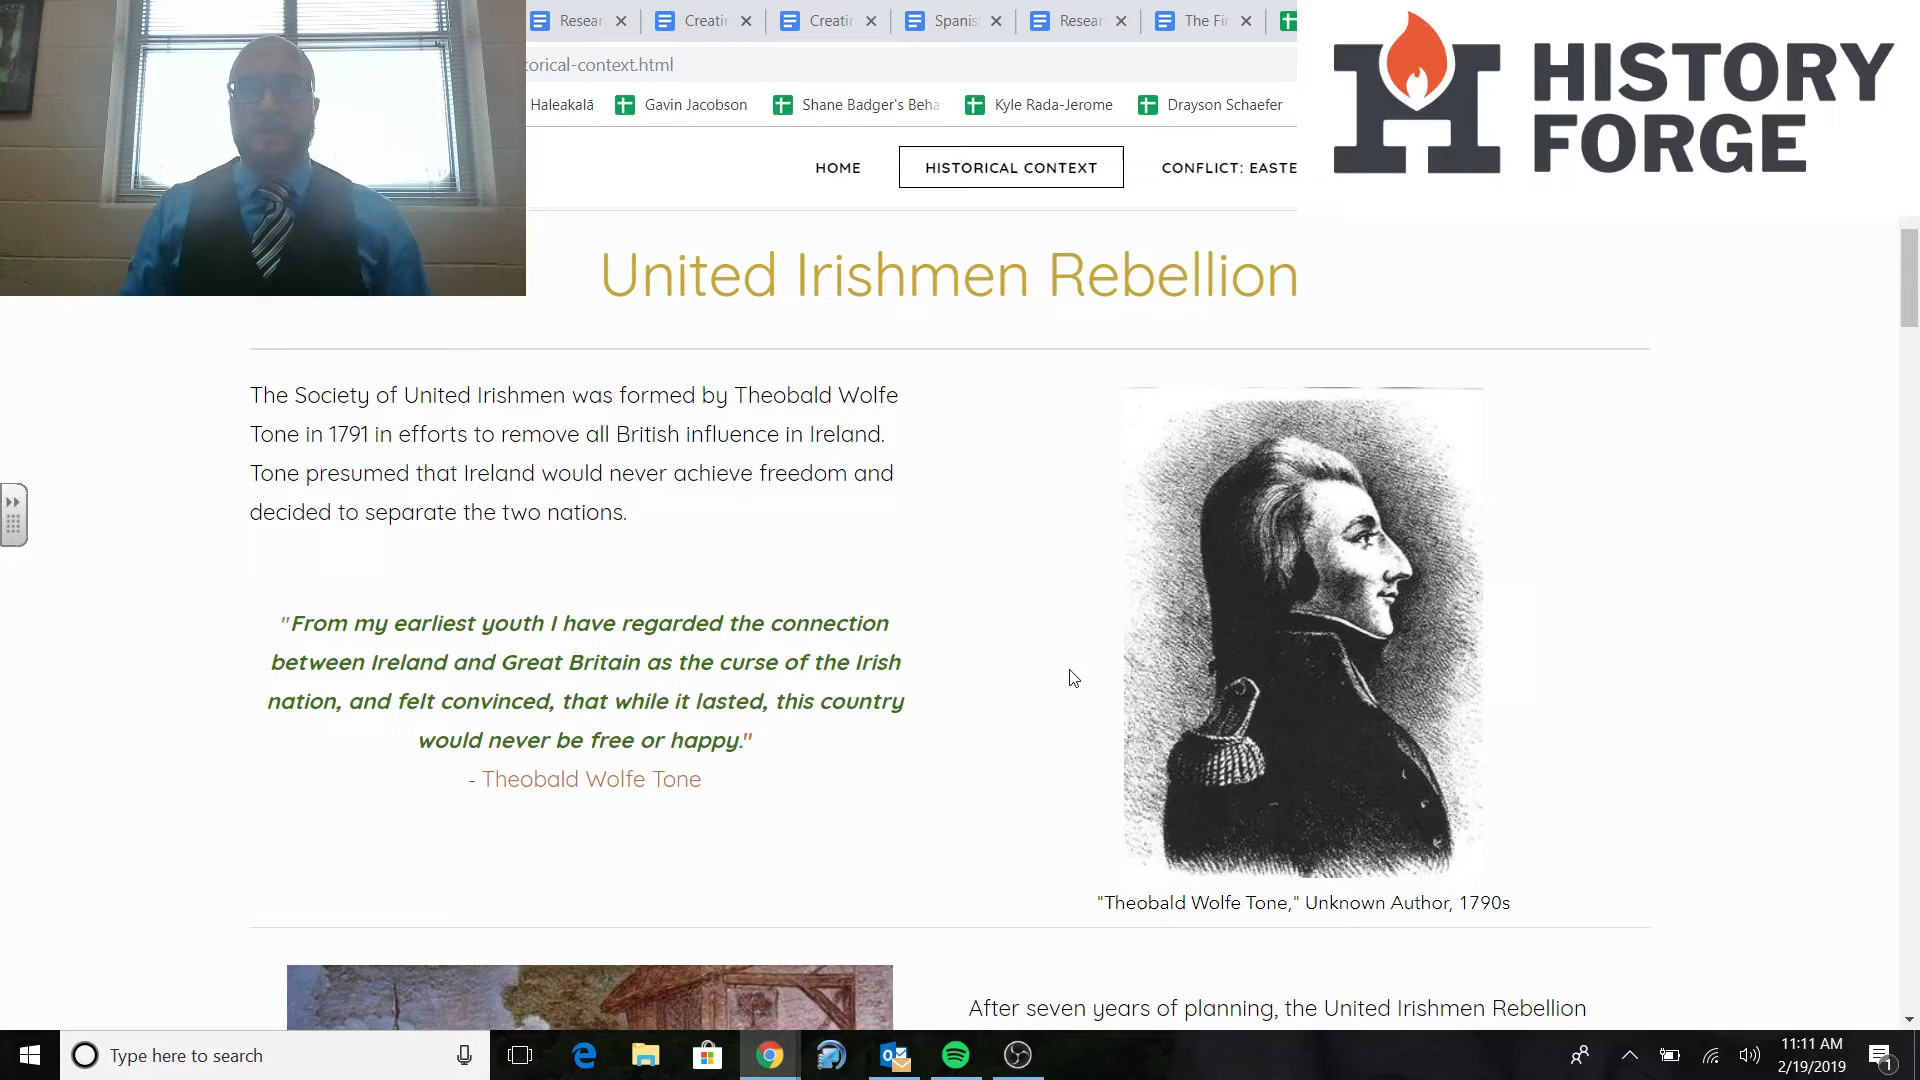 Resear
Creatin
Creatin
Spanis
Resear
The Fir
torical-context.html
Haleakalā
Gavin Jacobson
Shane Badger's Beha
Kyle Rada-Jerome
Drayson Schaefer
HISTORY
FORGE
HOME
HISTORICAL CONTEXT
CONFLICT: EASTE
United Irishmen Rebellion
The Society of United Irishmen was formed by Theobald Wolfe
Tone in 1791 in efforts to remove all British influence in Ireland.
Tone presumed that Ireland would never achieve freedom and
decided to separate the two nations.
"From my earliest youth I have regarded the connection
between Ireland and Great Britain as the curse of the Irish
nation, and felt convinced, that while it lasted, this country
would never be free or happy."
- Theobald Wolfe Tone
"Theobald Wolfe Tone," Unknown Author, 1790s
After seven years of planning, the United Irishmen Rebellion
Type here to search
11:11 AM
2/19/2019
1